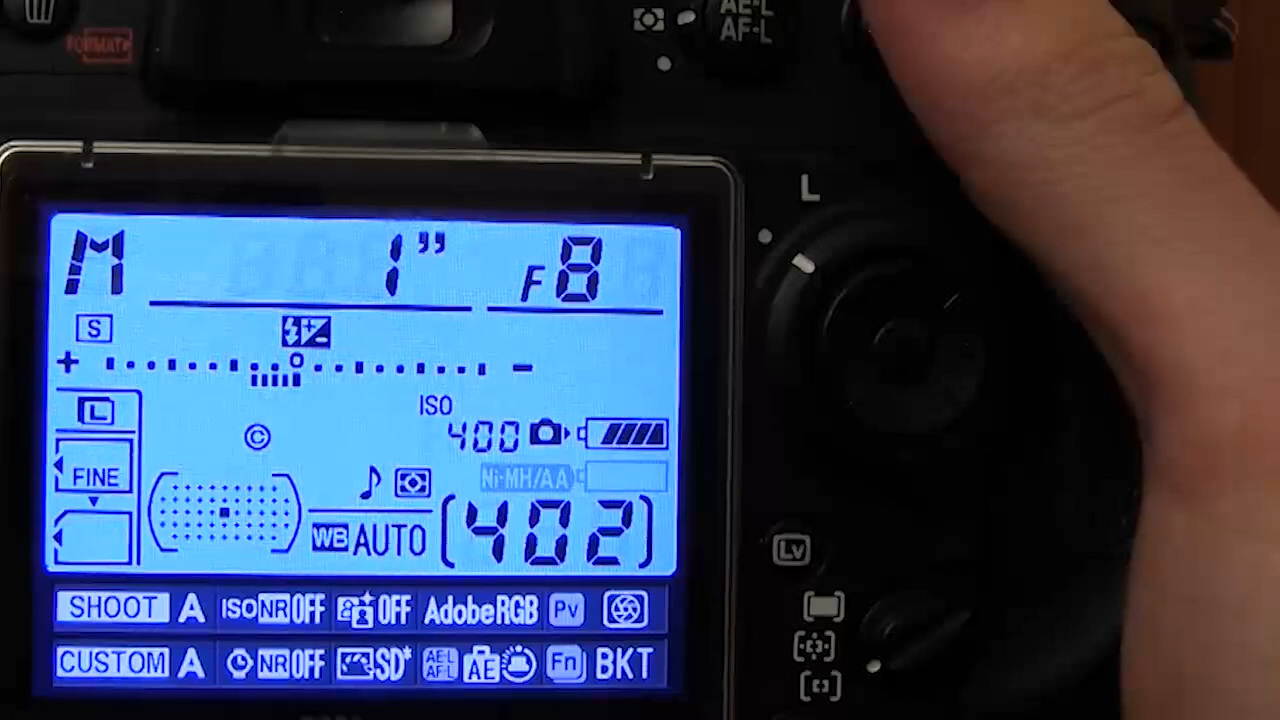 FORMAT
AE-L
AF-L
L
M 1” F8
S
+ -
L
ISO
400
©
FINE
Ni-MH/AA
WB AUTO [402]
Lv
SHOOT A ISO NR OFF OFF AdobeRGB Pv
CUSTOM A NR OFF SD* AE-L AF-L AE Fn BKT